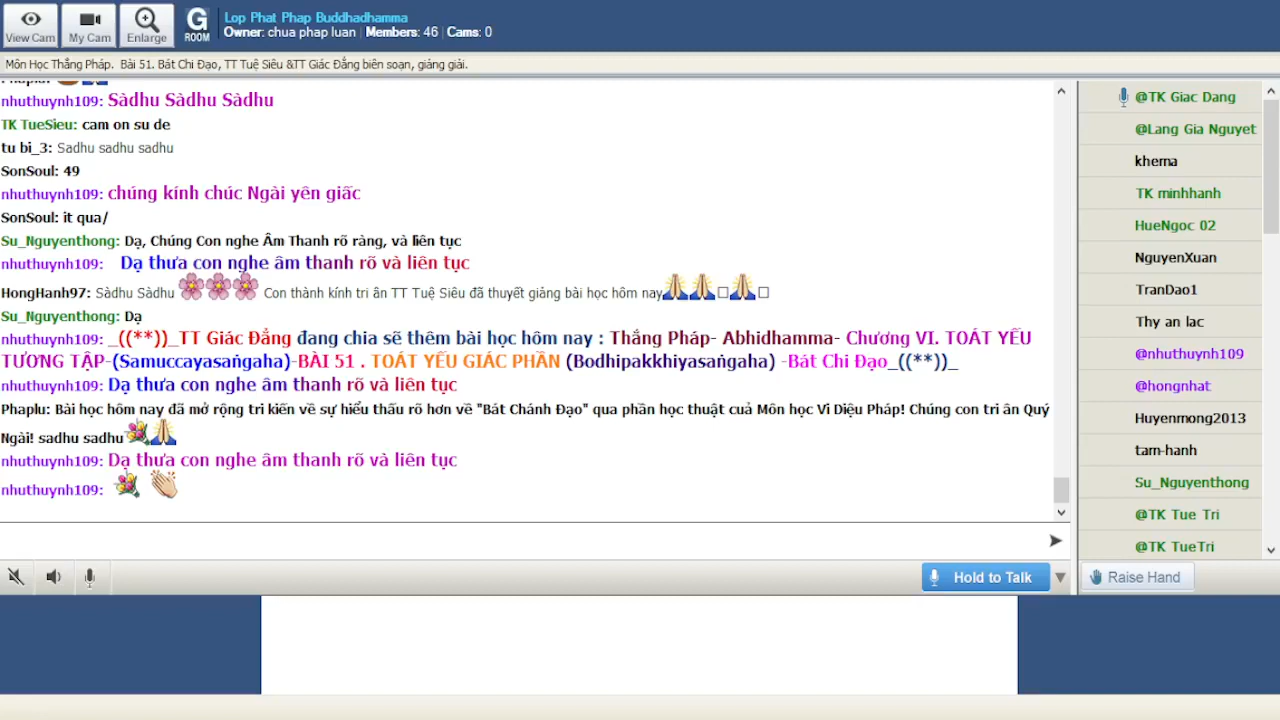 View Cam
My Cam
Enlarge
G
ROOM
Lop Phat Phap Buddhadhamma
Owner: chua phap luan | Members: 46 | Cams: 0
Môn Học Thắng Pháp.  Bài 51. Bát Chi Đạo, TT Tuệ Siêu &TT Giác Đẳng biên soạn, giảng giải.
nhuthuynh109: Sàdhu Sàdhu Sàdhu
TK TueSieu: cam on su de
tu bi_3: Sadhu sadhu sadhu
SonSoul: 49
nhuthuynh109: chúng kính chúc Ngài yên giấc
SonSoul: it qua/
Su_Nguyenthong: Dạ, Chúng Con nghe Âm Thanh rõ ràng, và liên tục
nhuthuynh109: Dạ thưa con nghe âm thanh rõ và liên tục
HongHanh97: Sàdhu Sàdhu 🌸🌸🌸 Con thành kính tri ân TT Tuệ Siêu đã thuyết giảng bài học hôm nay🙏🙏□🙏□
Su_Nguyenthong: Dạ
nhuthuynh109: _((**))_TT Giác Đẳng đang chia sẽ thêm bài học hôm nay : Thắng Pháp- Abhidhamma- Chương VI. TOÁT YẾU
TƯƠNG TẬP-(Samuccayasaṅgaha)-BÀI 51 . TOÁT YẾU GIÁC PHẦN (Bodhipakkhiyasaṅgaha) -Bát Chi Đạo_((**))_
nhuthuynh109: Dạ thưa con nghe âm thanh rõ và liên tục
Phaplu: Bài học hôm nay đã mở rộng tri kiến về sự hiểu thấu rõ hơn về "Bát Chánh Đạo" qua phần học thuật cuả Môn học Vi Diệu Pháp! Chúng con tri ân Quý
Ngài! sadhu sadhu💐🙏
nhuthuynh109: Dạ thưa con nghe âm thanh rõ và liên tục
nhuthuynh109: 💐 👏
@TK Giac Dang
@Lang Gia Nguyet
khema
TK minhhanh
HueNgoc 02
NguyenXuan
TranDao1
Thy an lac
@nhuthuynh109
@hongnhat
Huyenmong2013
tam-hanh
Su_Nguyenthong
@TK Tue Tri
@TK TueTri
Hold to Talk
Raise Hand